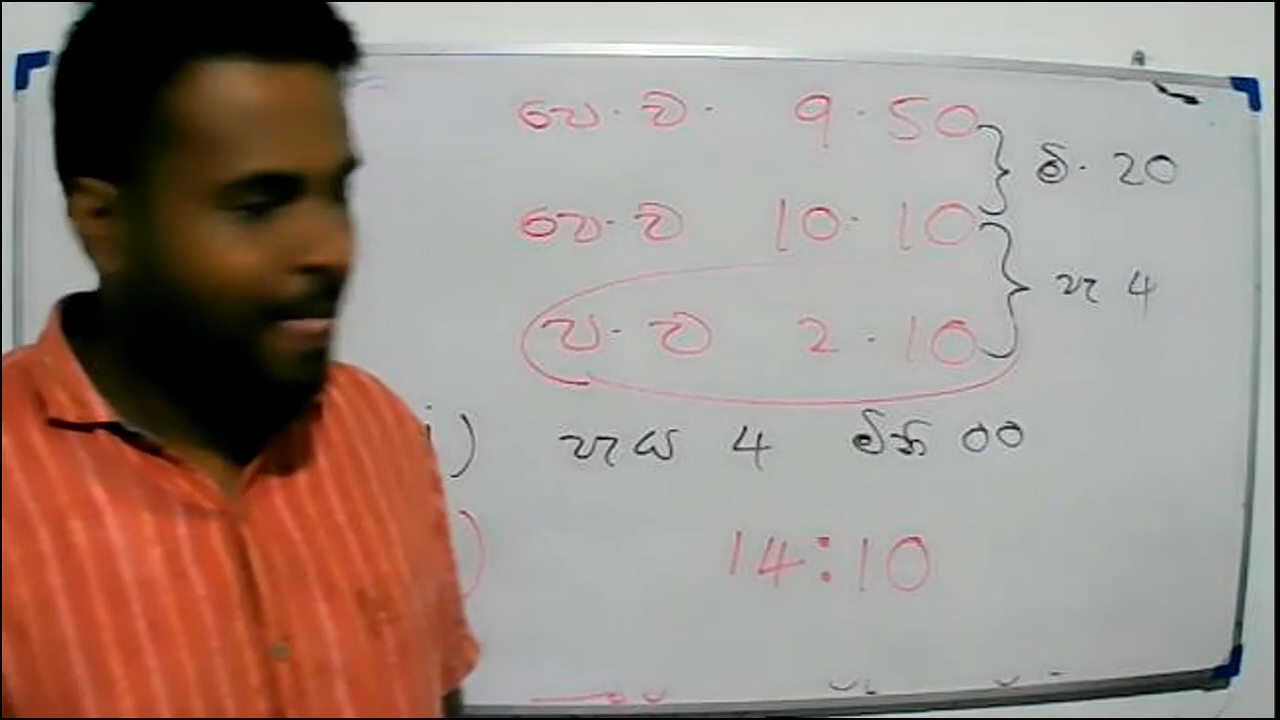 පෙ.ව. 9.50
මි. 20
පෙ.ව 10.10
පැ 4
ප.ව 2.10
i) පැය 4 මිනි 00
) 14:10